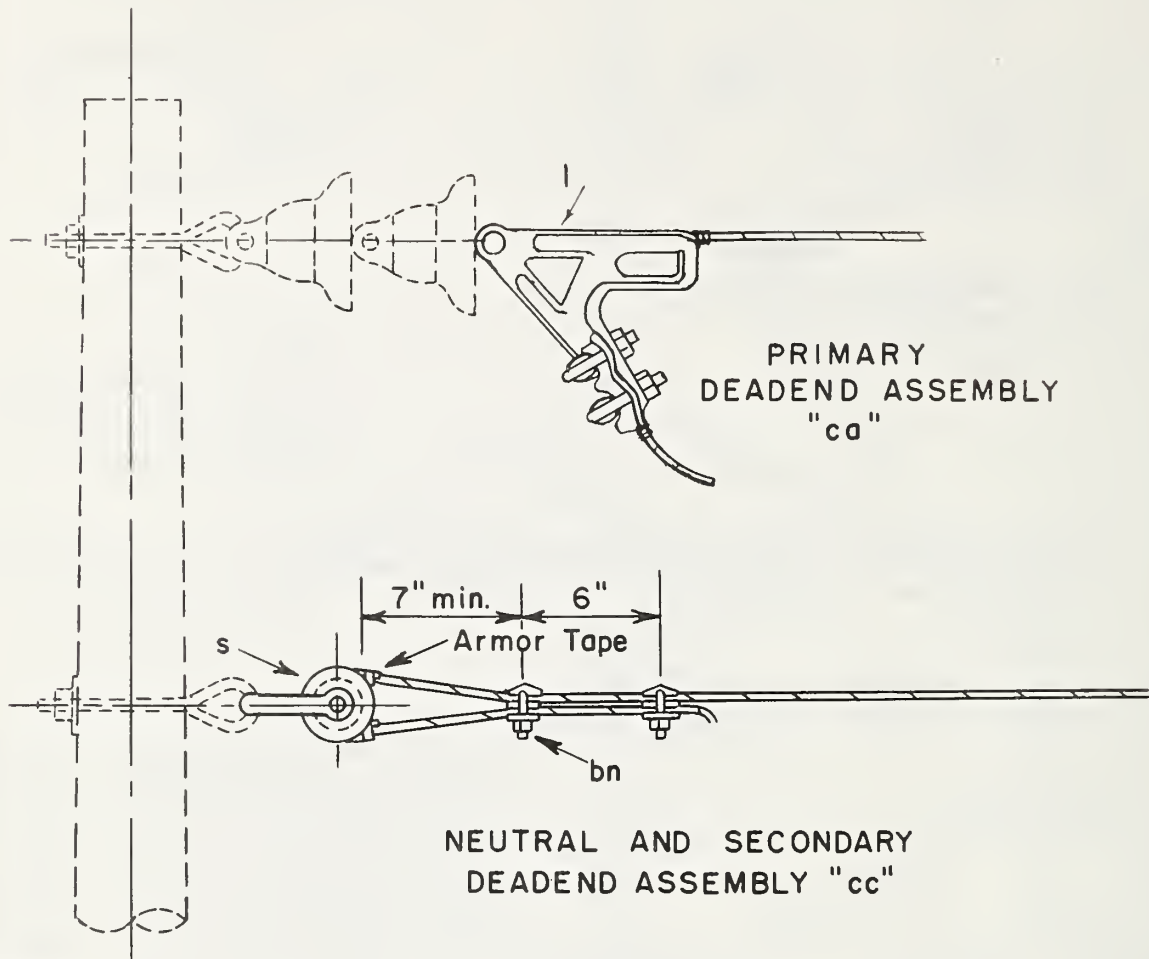 l
PRIMARY
DEADEND ASSEMBLY
"ca"
7" min.
6"
s
Armor Tape
bn
NEUTRAL AND SECONDARY
DEADEND ASSEMBLY "cc"